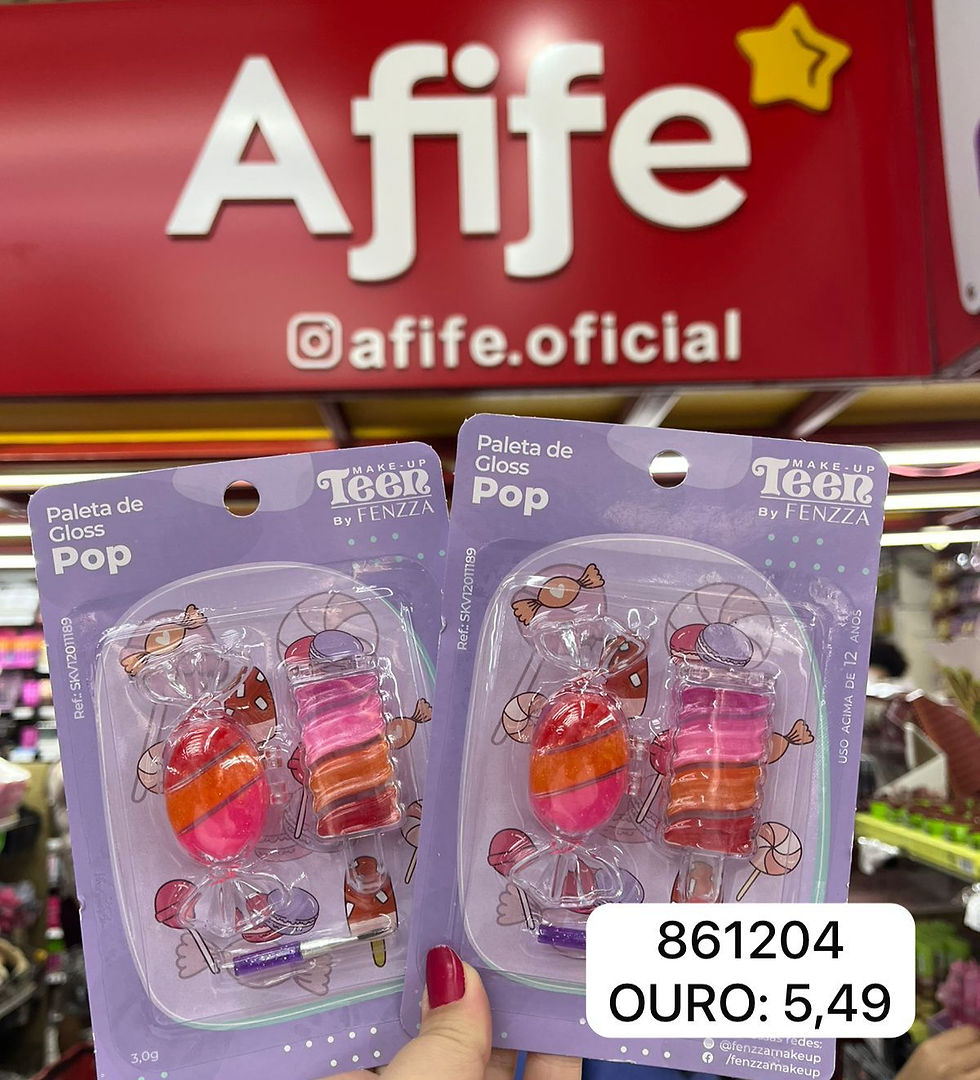 Afife
@afife.oficial
Paleta de
Gloss
Pop
MAKE-UP
Teen
By FENZZA
Ref.: SKV12011189
3,0g
Paleta de
Gloss
Pop
MAKE-UP
Teen
By FENZZA
Ref.: SKV12011189
USO ACIMA DE 12 ANOS
861204
OURO: 5,49
redes:
@fenzzamakeup
/fenzzamakeup